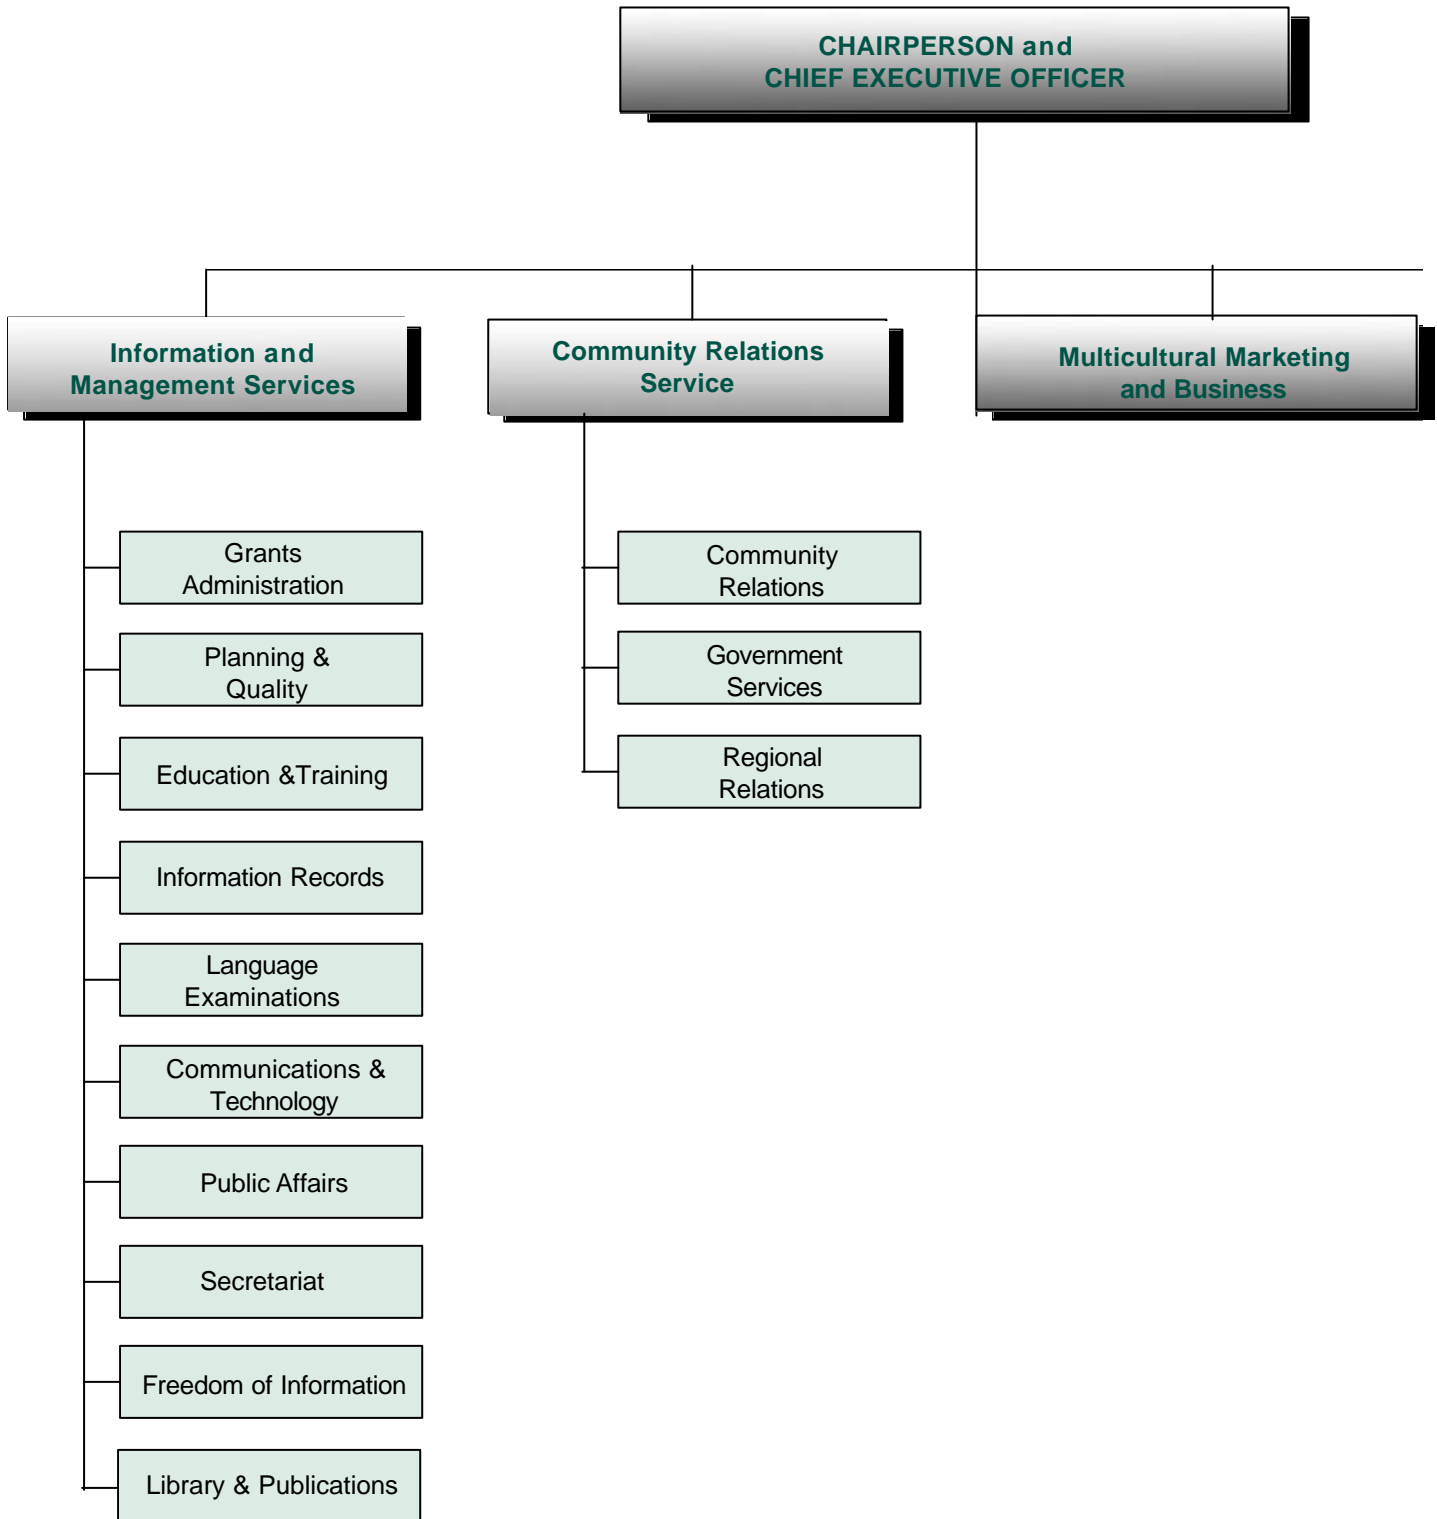 CHAIRPERSON and
CHIEF EXECUTIVE OFFICER
Information and
Management Services
Community Relations
Service
Multicultural Marketing
and Business
Grants
Administration
Planning &
Quality
Education &Training
Information Records
Language
Examinations
Communications &
Technology
Public Affairs
Secretariat
Freedom of Information
Library & Publications
Community
Relations
Government
Services
Regional
Relations